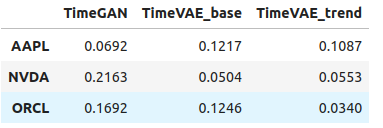 TimeGAN TimeVAE_base TimeVAE_trend
AAPL 0.0692 0.1217 0.1087
NVDA 0.2163 0.0504 0.0553
ORCL 0.1692 0.1246 0.0340